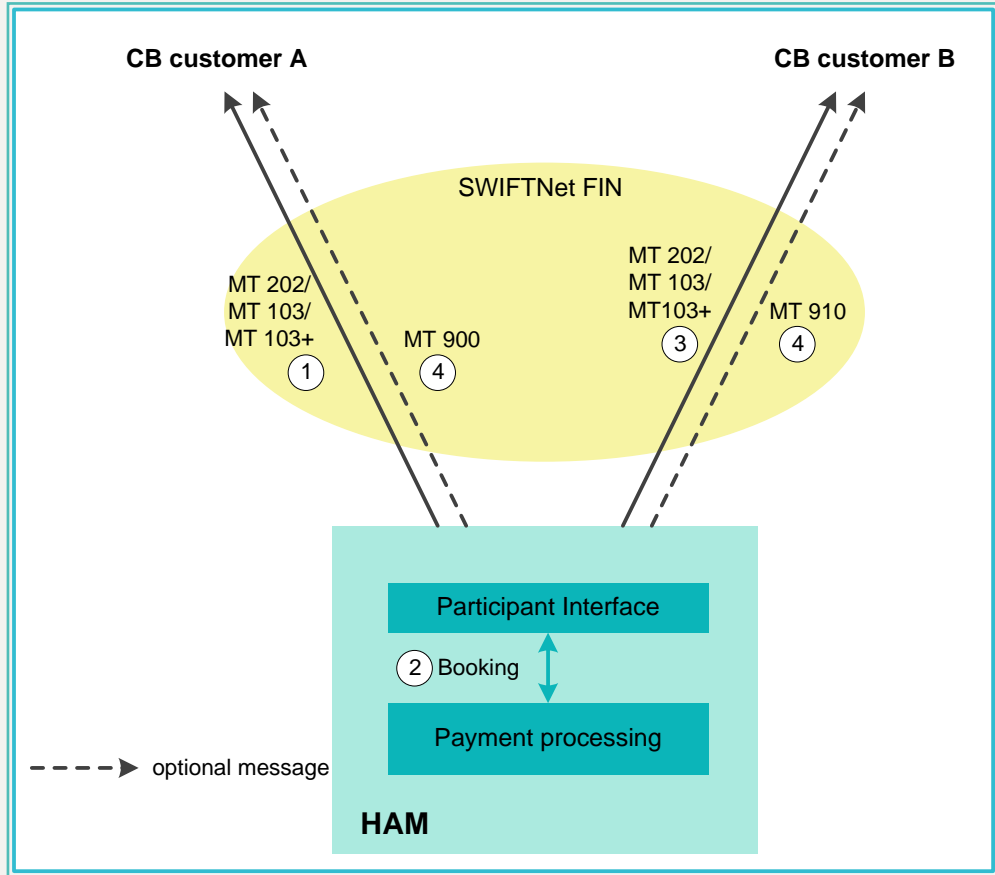 CB customer A
CB customer B
SWIFTNet FIN
MT 202/
MT 103/
MT 103+
1
MT 900
4
MT 202/
MT 103/
MT103+
3
MT 910
4
Participant Interface
2 Booking
Payment processing
optional message
HAM